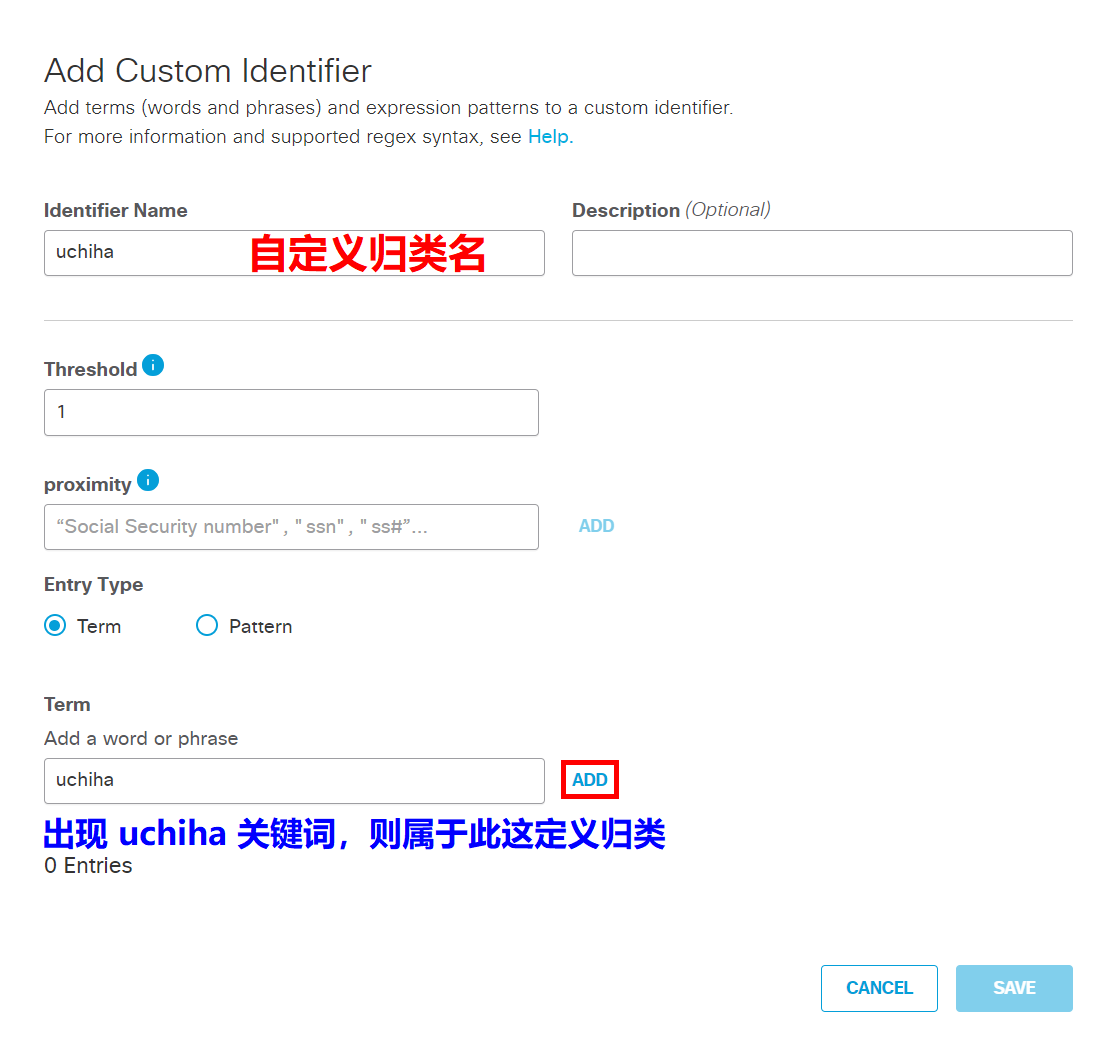 Add Custom Identifier
Add terms (words and phrases) and expression patterns to a custom identifier.
For more information and supported regex syntax, see Help.
Identifier Name
Description (Optional)
uchiha 自定义归类名
Threshold i
1
proximity i
“Social Security number" , " ssn" , " ss#”...
ADD
Entry Type
Term
Pattern
Term
Add a word or phrase
uchiha
ADD
出现 uchiha 关键词，则属于此这定义归类
0 Entries
CANCEL
SAVE